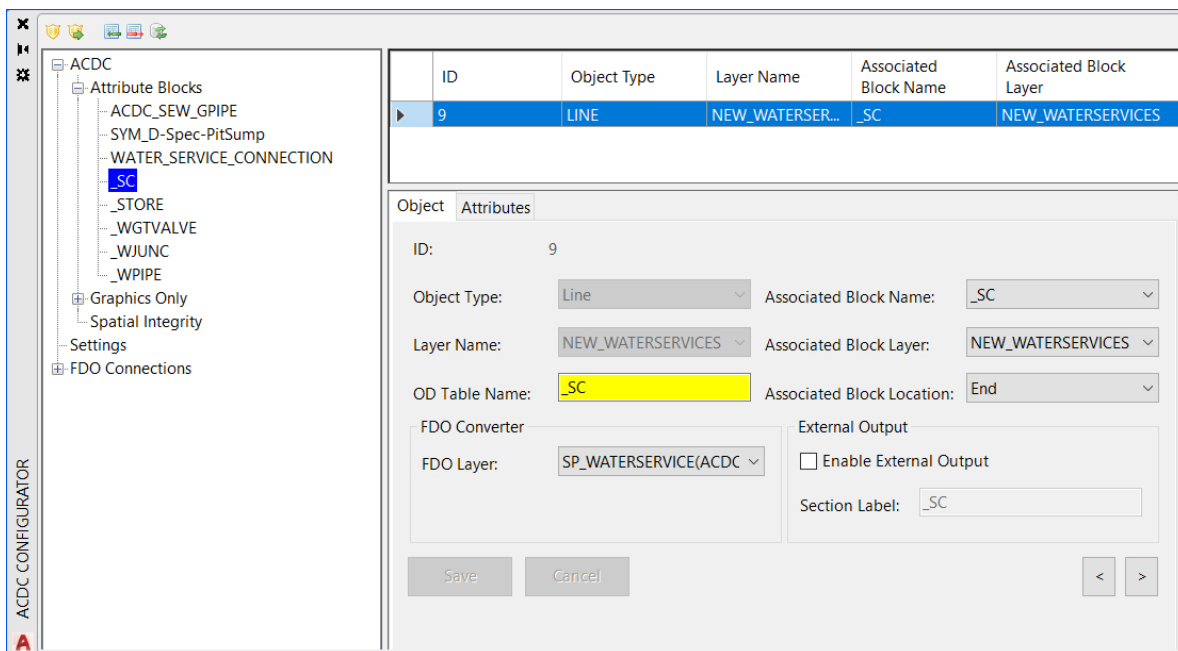 ACDC
Attribute Blocks
ACDC_SEW_GPIPE
SYM_D-Spec-PitSump
WATER_SERVICE_CONNECTION
_SC
_STORE
_WGTVALVE
_WJUNC
_WPIPE
Graphics Only
Spatial Integrity
Settings
FDO Connections
ACDC CONFIGURATOR
ID Object Type Layer Name Associated Block Name Associated Block Layer
9 LINE NEW_WATERSER... _SC NEW_WATERSERVICES
Object Attributes
ID: 9
Object Type: Line Associated Block Name: _SC
Layer Name: NEW_WATERSERVICES Associated Block Layer: NEW_WATERSERVICES
OD Table Name: _SC Associated Block Location: End
FDO Converter External Output
FDO Layer: SP_WATERSERVICE(ACDC Enable External Output
Section Label: _SC
Save Cancel < >